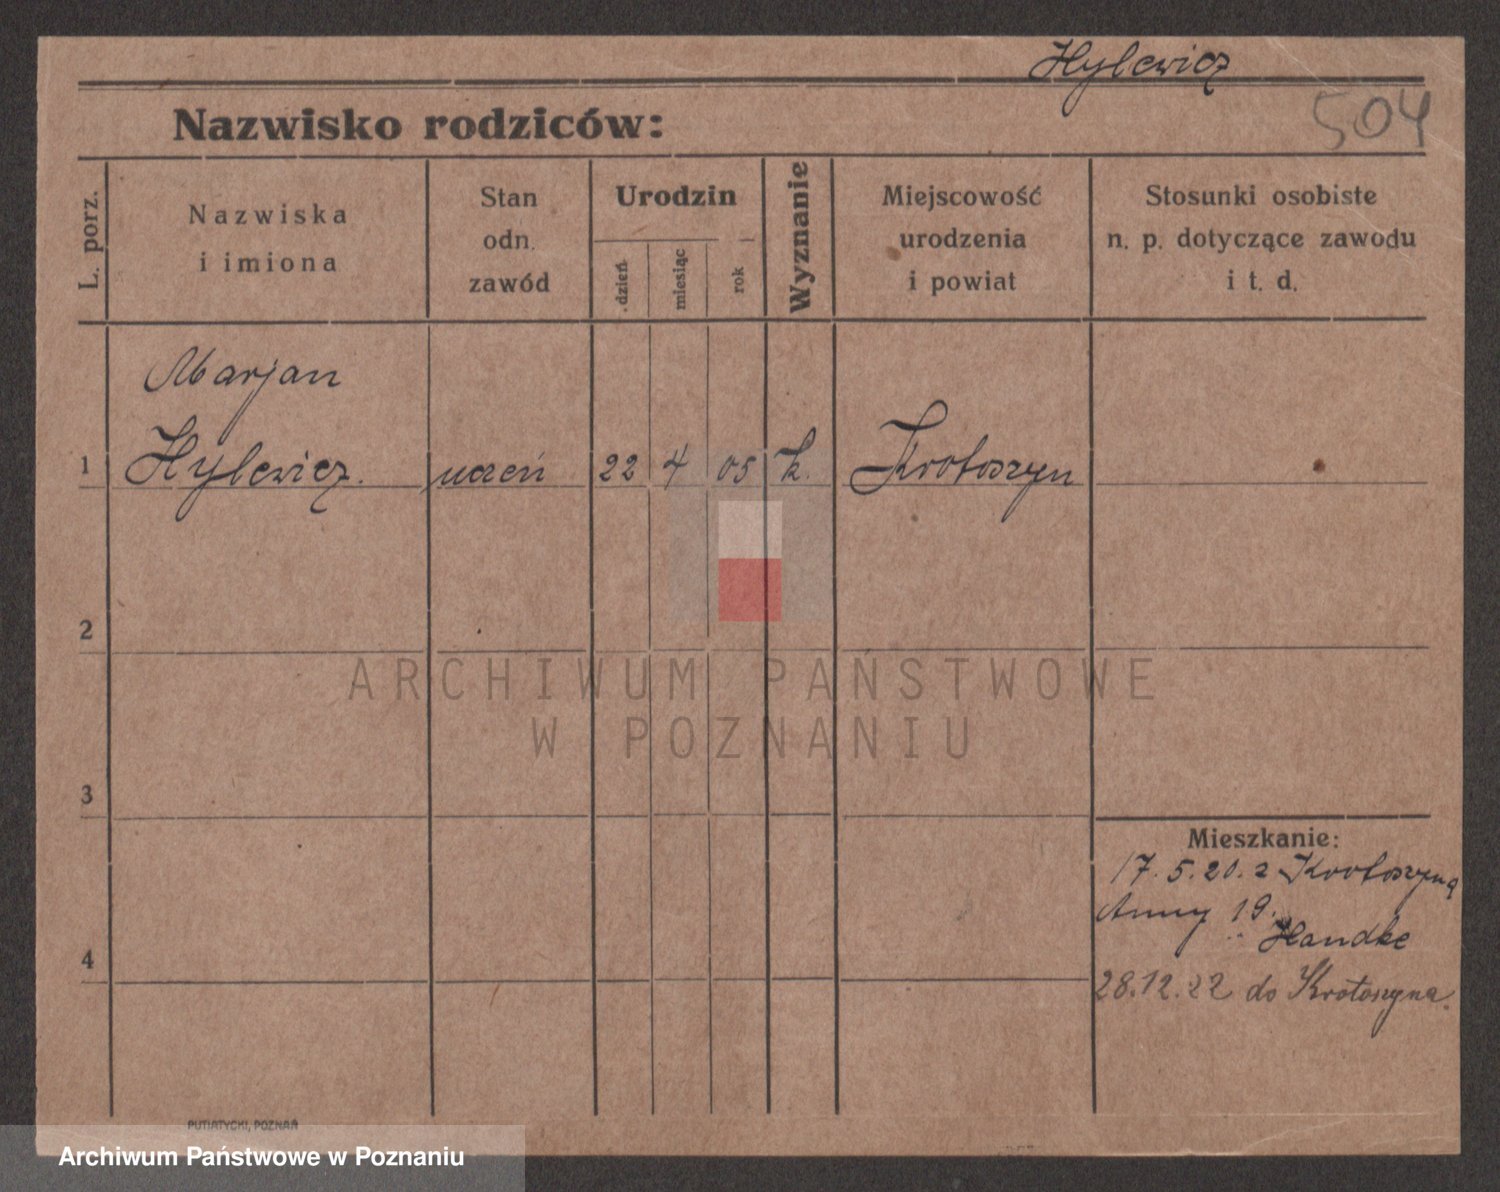 Hylewicz
504
Nazwisko rodziców:
L. porz.
Nazwiska
i imiona
Stan
odn.
zawód
Urodzin
dzień
miesiąc
rok
Wyznanie
Miejscowość
urodzenia
i powiat
Stosunki osobiste
n. p. dotyczące zawodu
i t. d.
Marjan
1 Hylewicz. uczeń 22 4 05 k. Krotoszyn
2
3
4
Mieszkanie:
17.5.20. z Krotoszyna
Anny 19.
Handke
28.12.22 do Krotoszyna.
PUTIATYCKI, POZNAŃ
ARCHIWUM PAŃSTWOWE
W POZNANIU
Archiwum Państwowe w Poznaniu